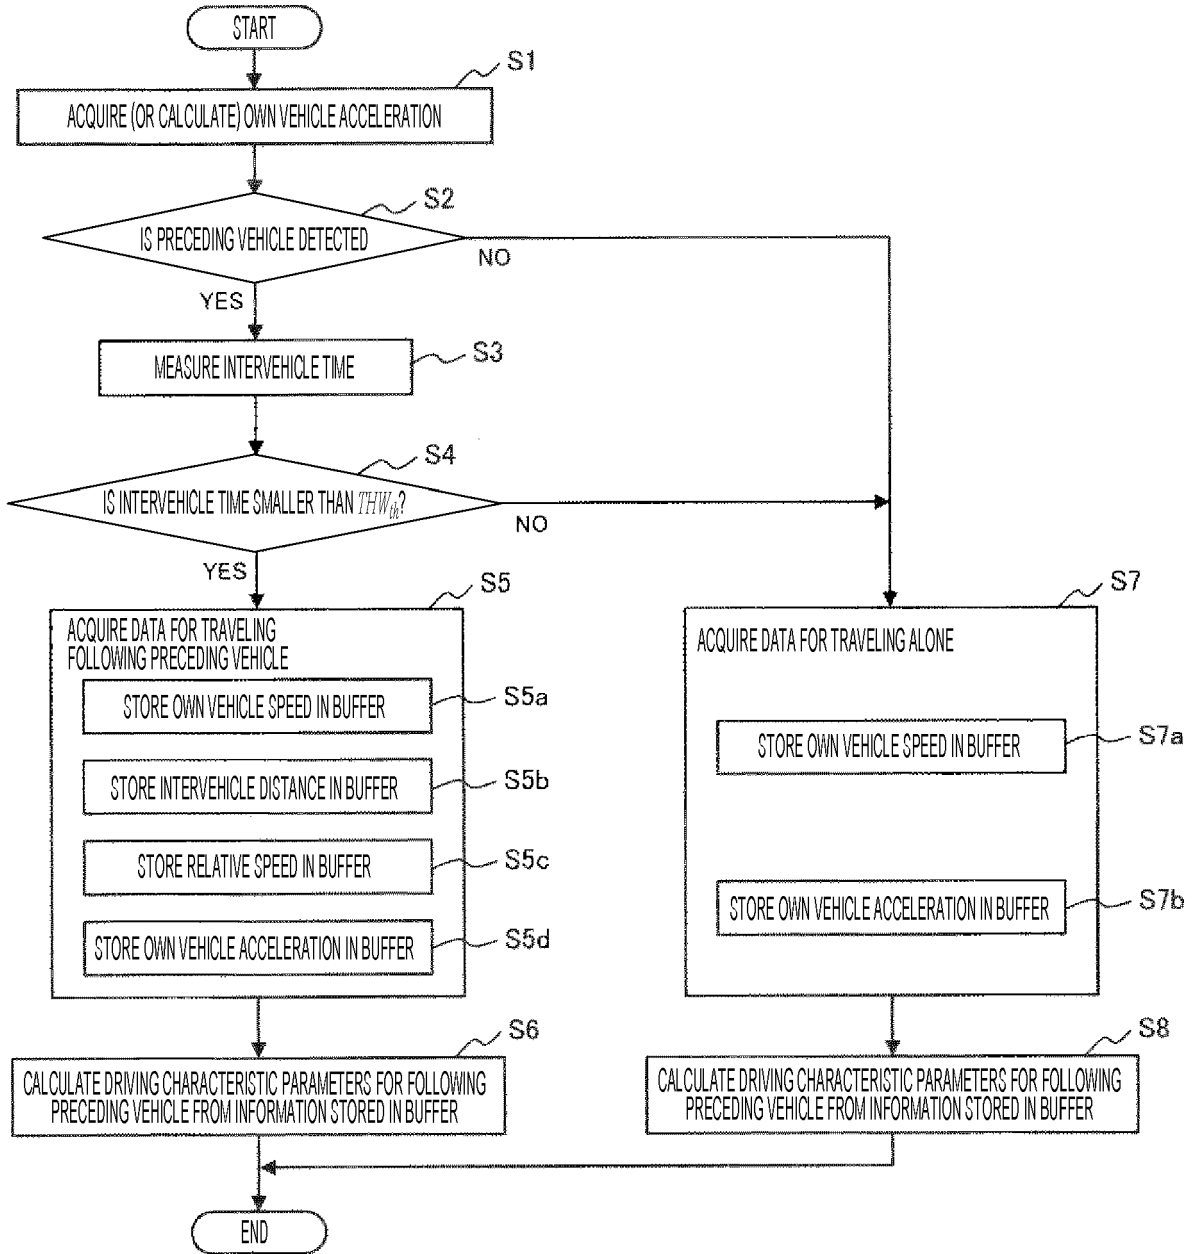 START
S1
ACQUIRE (OR CALCULATE) OWN VEHICLE ACCELERATION
S2
IS PRECEDING VEHICLE DETECTED
NO
YES
S3
MEASURE INTERVEHICLE TIME
S4
IS INTERVEHICLE TIME SMALLER THAN THWth?
NO
YES
S5
ACQUIRE DATA FOR TRAVELING
FOLLOWING PRECEDING VEHICLE
STORE OWN VEHICLE SPEED IN BUFFER
S5a
STORE INTERVEHICLE DISTANCE IN BUFFER
S5b
STORE RELATIVE SPEED IN BUFFER
S5c
STORE OWN VEHICLE ACCELERATION IN BUFFER
S5d
S7
ACQUIRE DATA FOR TRAVELING ALONE
STORE OWN VEHICLE SPEED IN BUFFER
S7a
STORE OWN VEHICLE ACCELERATION IN BUFFER
S7b
S6
CALCULATE DRIVING CHARACTERISTIC PARAMETERS FOR FOLLOWING
PRECEDING VEHICLE FROM INFORMATION STORED IN BUFFER
S8
CALCULATE DRIVING CHARACTERISTIC PARAMETERS FOR FOLLOWING
PRECEDING VEHICLE FROM INFORMATION STORED IN BUFFER
END